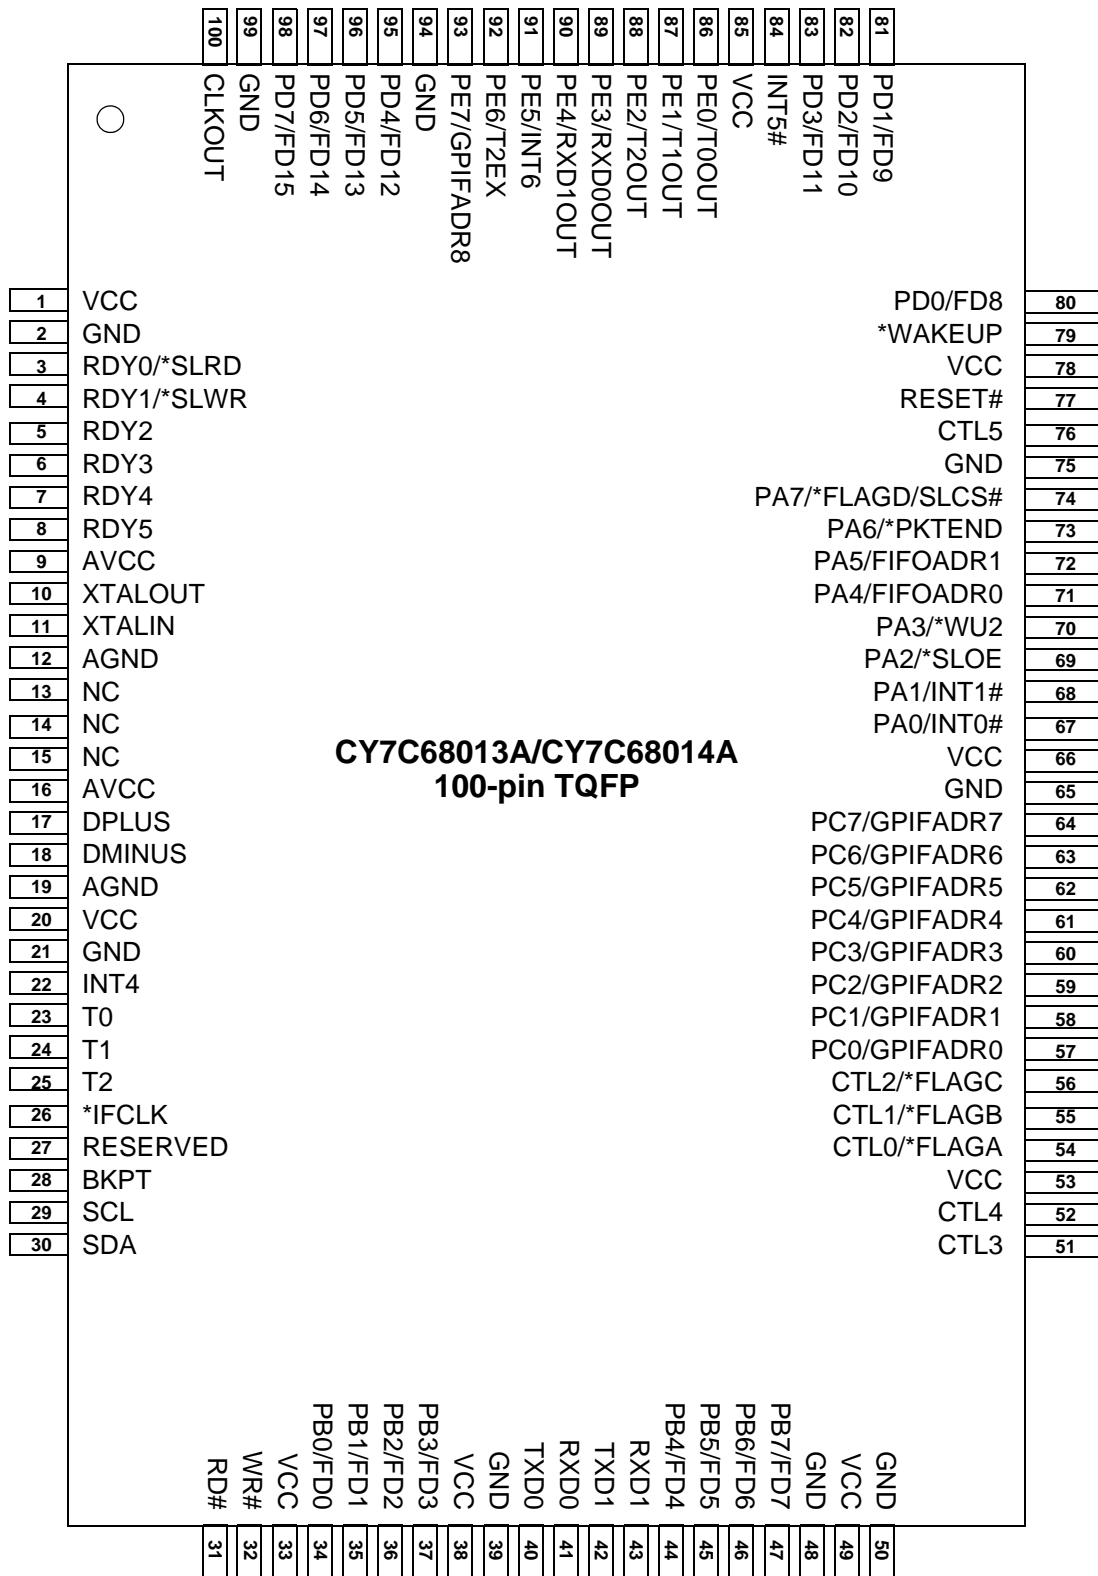 100
99
98
97
96
95
94
93
92
91
90
89
88
87
86
85
84
83
82
81
CLKOUT
GND
PD7/FD15
PD6/FD14
PD5/FD13
PD4/FD12
GND
PE7/GPIFADR8
PE6/T2EX
PE5/INT6
PE4/RXD1OUT
PE3/RXD0OUT
PE2/T2OUT
PE1/T1OUT
PE0/T0OUT
VCC
INT5#
PD3/FD11
PD2/FD10
PD1/FD9
1 VCC
2 GND
3 RDY0/*SLRD
4 RDY1/*SLWR
5 RDY2
6 RDY3
7 RDY4
8 RDY5
9 AVCC
10 XTALOUT
11 XTALIN
12 AGND
13 NC
14 NC
15 NC
16 AVCC
17 DPLUS
18 DMINUS
19 AGND
20 VCC
21 GND
22 INT4
23 T0
24 T1
25 T2
26 *IFCLK
27 RESERVED
28 BKPT
29 SCL
30 SDA
CY7C68013A/CY7C68014A
100-pin TQFP
PD0/FD8 80
*WAKEUP 79
VCC 78
RESET# 77
CTL5 76
GND 75
PA7/*FLAGD/SLCS# 74
PA6/*PKTEND 73
PA5/FIFOADR1 72
PA4/FIFOADR0 71
PA3/*WU2 70
PA2/*SLOE 69
PA1/INT1# 68
PA0/INT0# 67
VCC 66
GND 65
PC7/GPIFADR7 64
PC6/GPIFADR6 63
PC5/GPIFADR5 62
PC4/GPIFADR4 61
PC3/GPIFADR3 60
PC2/GPIFADR2 59
PC1/GPIFADR1 58
PC0/GPIFADR0 57
CTL2/*FLAGC 56
CTL1/*FLAGB 55
CTL0/*FLAGA 54
VCC 53
CTL4 52
CTL3 51
RD#
WR#
VCC
PB0/FD0
PB1/FD1
PB2/FD2
PB3/FD3
VCC
GND
TXD0
RXD0
TXD1
RXD1
PB4/FD4
PB5/FD5
PB6/FD6
PB7/FD7
GND
VCC
GND
31
32
33
34
35
36
37
38
39
40
41
42
43
44
45
46
47
48
49
50